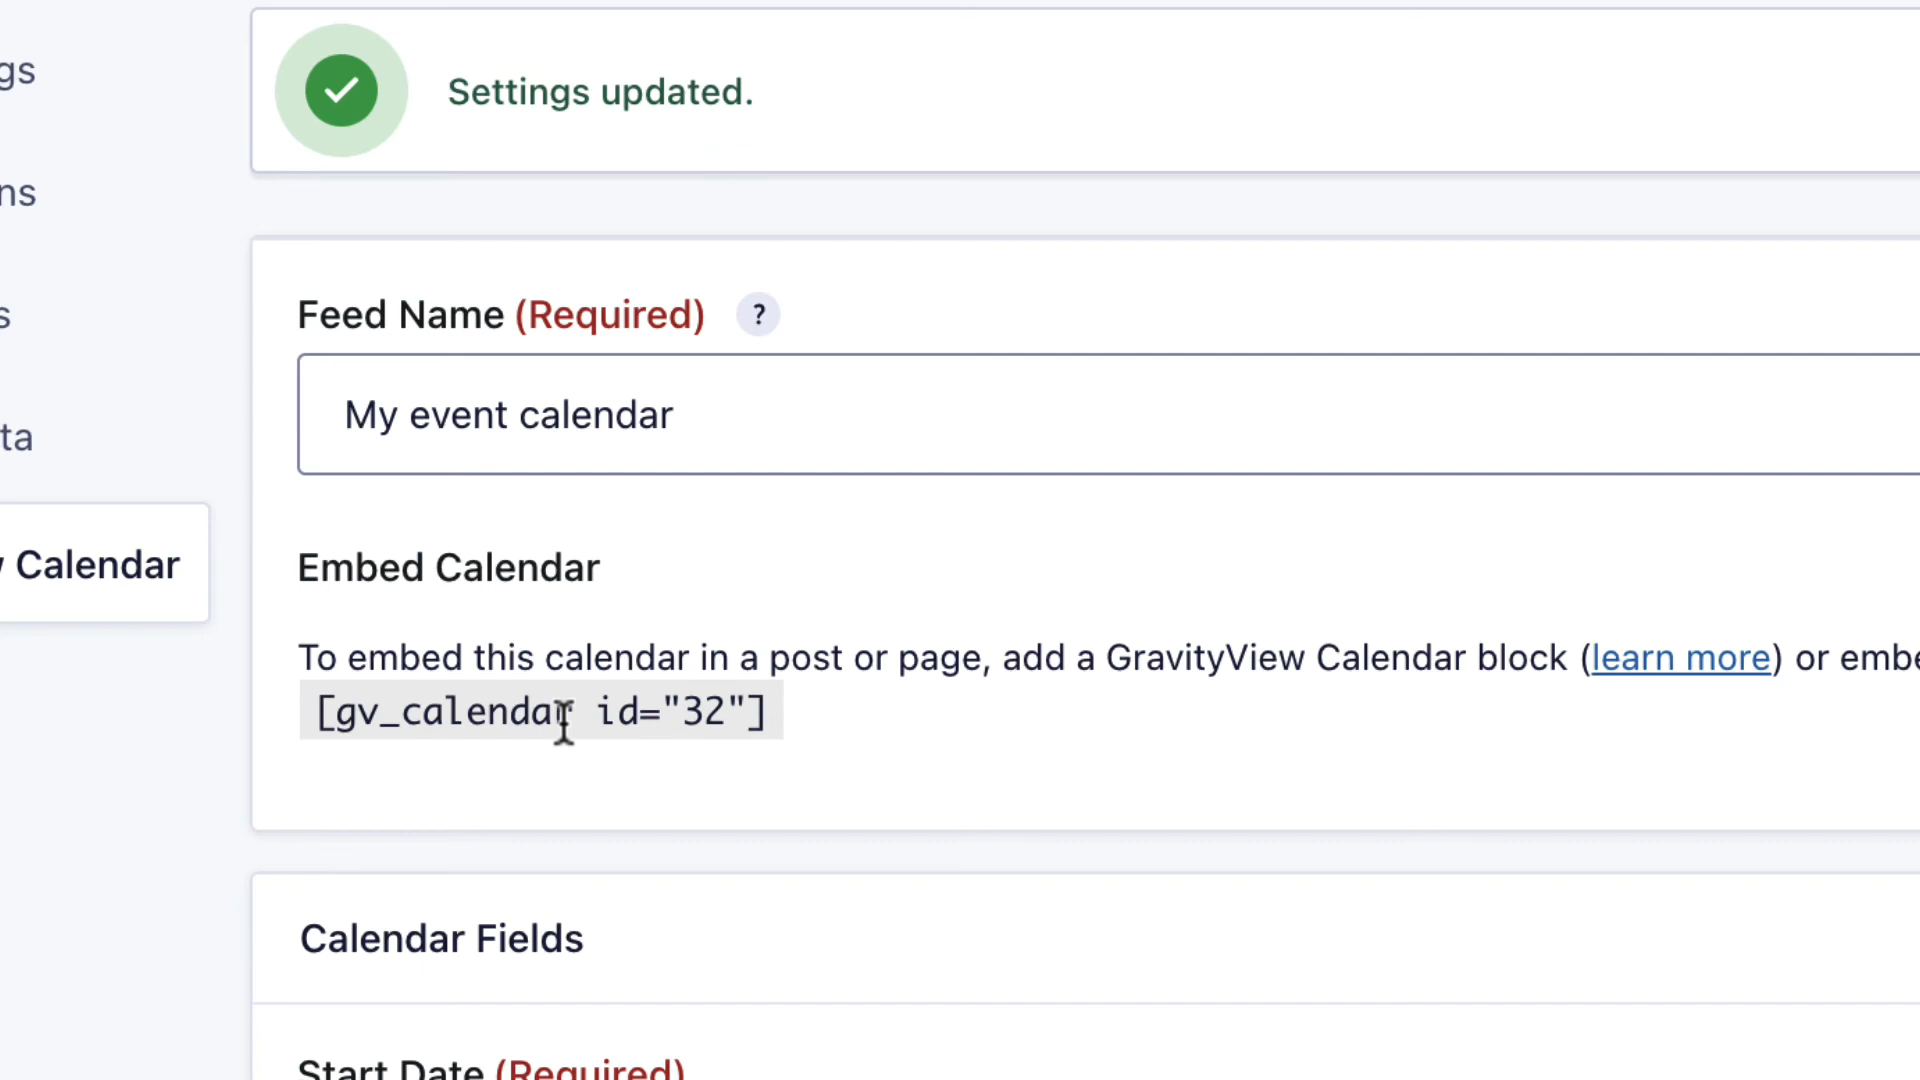 gs
Settings updated.
ns
s
ta
Calendar
Feed Name (Required) ?
My event calendar
Embed Calendar
To embed this calendar in a post or page, add a GravityView Calendar block (learn more) or embe
[gv_calendar id="32"]
Calendar Fields
Start Date (Required)